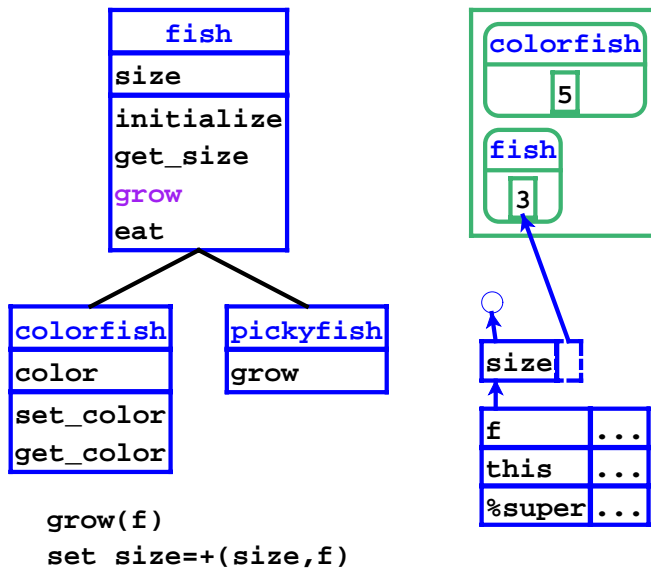 fish
size
initialize
get_size
grow
eat
colorfish
color
set_color
get_color
pickyfish
grow
grow(f)
set size=+(size,f)
colorfish
5
fish
3
size
f ...
this ...
%super ...